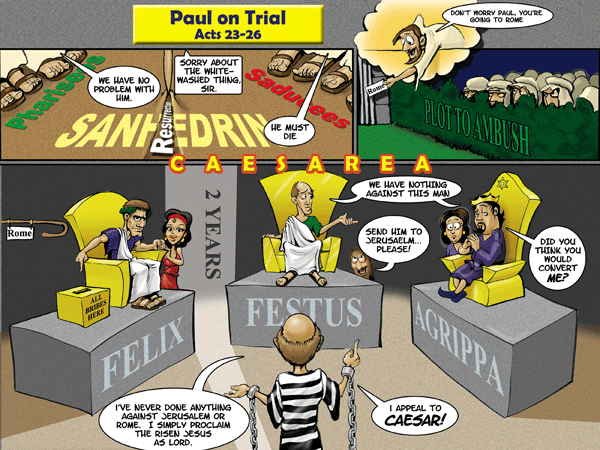 Paul on Trial
Acts 23-26
Pharisees
WE HAVE NO
PROBLEM WITH
HIM.
SORRY ABOUT
THE WHITE-
WASHED THING,
SIR.
Saducees
HE MUST
DIE
SANHEDRIN
Resurrection
DON'T WORRY PAUL, YOU'RE
GOING TO ROME
Rome
PLOT TO AMBUSH
CAESAREA
Rome
2 YEARS
WE HAVE NOTHING
AGAINST THIS MAN
SEND HIM TO
JERUSAELM...
PLEASE!
DID YOU
THINK YOU
WOULD
CONVERT
ME?
ALL
BRIBES
HERE
FELIX
FESTUS
AGRIPPA
I'VE NEVER DONE ANYTHING
AGAINST JERUSALEM OR
ROME. I SIMPLY PROCLAIM
THE RISEN JESUS
AS LORD.
I APPEAL TO
CAESAR!